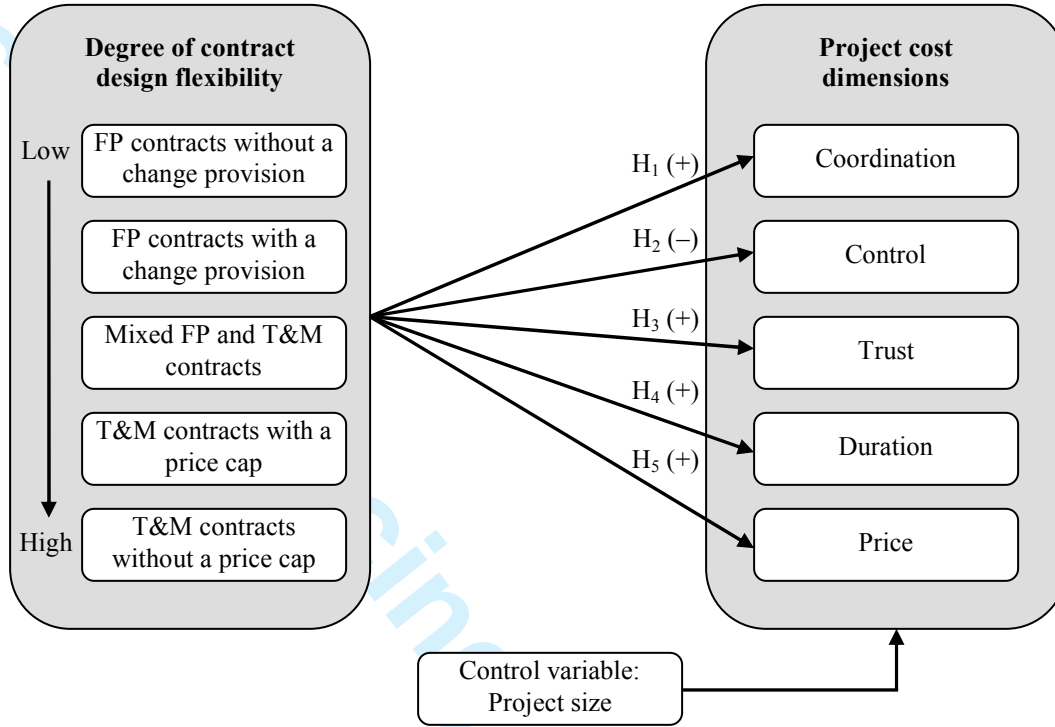 Degree of contract
design flexibility
Low
FP contracts without a
change provision
FP contracts with a
change provision
Mixed FP and T&M
contracts
T&M contracts with a
price cap
High
T&M contracts
without a price cap
H₁ (+)
H₂ (–)
H₃ (+)
H₄ (+)
H₅ (+)
Project cost
dimensions
Coordination
Control
Trust
Duration
Price
Control variable:
Project size